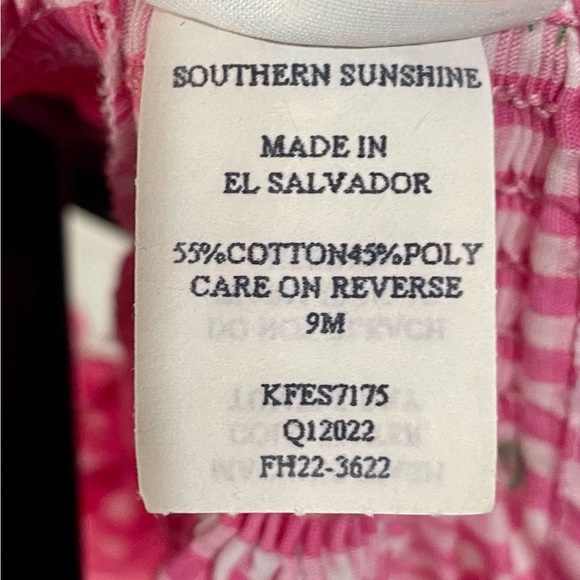 SOUTHERN SUNSHINE
MADE IN
EL SALVADOR
55%COTTON45%POLY
CARE ON REVERSE
9M
KFES7175
Q12022
FH22-3622